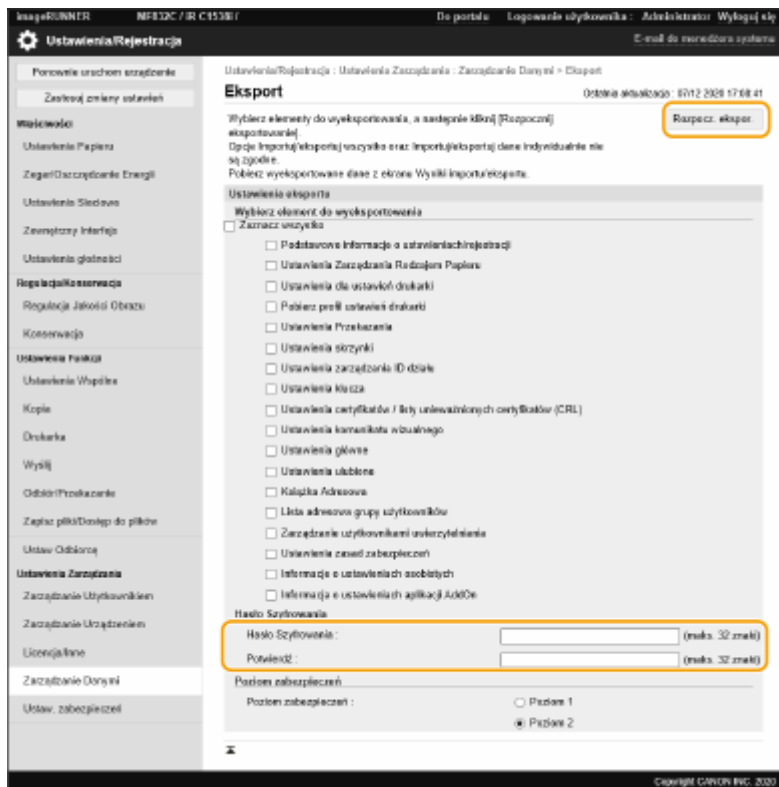 imageRUNNER MF832C / IR C1538i / Do portalu Logowanie użytkownika : Administrator Wyloguj się
Ustawienia/Rejestracja E-mail do menedżera systemu
Ponownie uruchom urządzenie
Zastosuj zmiany ustawień
Właściwości
Ustawienia Papieru
Zegar/Oszczędzanie Energii
Ustawienia Sieciowe
Zewnętrzny Interfejs
Ustawienia głośności
Regulacja/Konserwacja
Regulacja Jakości Obrazu
Konserwacja
Ustawienia Funkcji
Ustawienia Wspólne
Kopia
Drukarka
Wyślij
Odbiór/Przekazanie
Zapisz pliki/Dostęp do plików
Ustaw Odbiorcę
Ustawienia Zarządzania
Zarządzanie Użytkownikiem
Zarządzanie Urządzeniem
Licencja/Inne
Zarządzanie Danymi
Ustaw. zabezpieczeń
Ustawienia/Rejestracja : Ustawienia Zarządzania : Zarządzanie Danymi > Eksport
Eksport Ostatnia aktualizacja : 07/12 2020 17:08:41
Wybierz elementy do wyeksportowania, a następnie kliknij [Rozpocznij
eksportowanie].
Rozpocz. ekspor.
Opcje Importuj/eksportuj wszystko oraz Importuj/eksportuj dane indywidualnie nie
są zgodne.
Pobierz wyeksportowane dane z ekranu Wyniki importu/eksportu.
Ustawienia eksportu
Wybierz element do wyeksportowania
Zaznacz wszystko
Podstawowe informacje o ustawieniach/rejestracji
Ustawienia Zarządzania Rodzajem Papieru
Ustawienia dla ustawień drukarki
Pobierz profil ustawień drukarki
Ustawienia Przekazania
Ustawienia skrzynki
Ustawienia zarządzania ID działu
Ustawienia klucza
Ustawienia certyfikatów / listy unieważnionych certyfikatów (CRL)
Ustawienia komunikatu wizualnego
Ustawienia główne
Ustawienia ulubione
Książka Adresowa
Lista adresowa grupy użytkowników
Zarządzanie użytkownikami uwierzytelniania
Ustawienia zasad zabezpieczeń
Informacje o ustawieniach osobistych
Informacja o ustawieniach aplikacji AddOn
Hasło Szyfrowania
Hasło Szyfrowania : (maks. 32 znaki)
Potwierdź : (maks. 32 znaki)
Poziom zabezpieczeń
Poziom zabezpieczeń : Poziom 1
Poziom 2
Copyright CANON INC. 2020